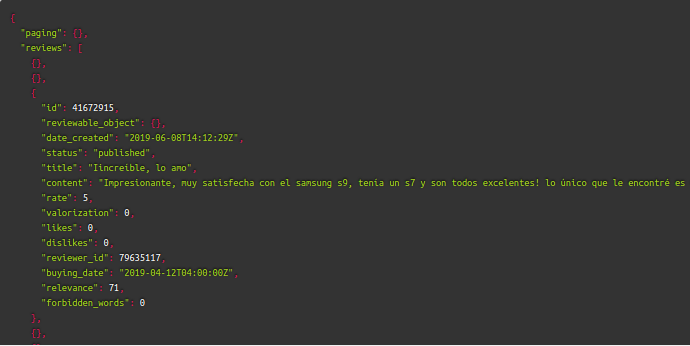 {
"paging": {},
"reviews": [
{},
{},
{
"id": 41672915,
"reviewable_object": {},
"date_created": "2019-06-08T14:12:29Z",
"status": "published",
"title": "Iincreible, lo amo",
"content": "Impresionante, muy satisfecha con el samsung s9, tenía un s7 y son todos excelentes! lo único que le encontré es
"rate": 5,
"valorization": 0,
"likes": 0,
"dislikes": 0,
"reviewer_id": 79635117,
"buying_date": "2019-04-12T04:00:00Z",
"relevance": 71,
"forbidden_words": 0
},
{},